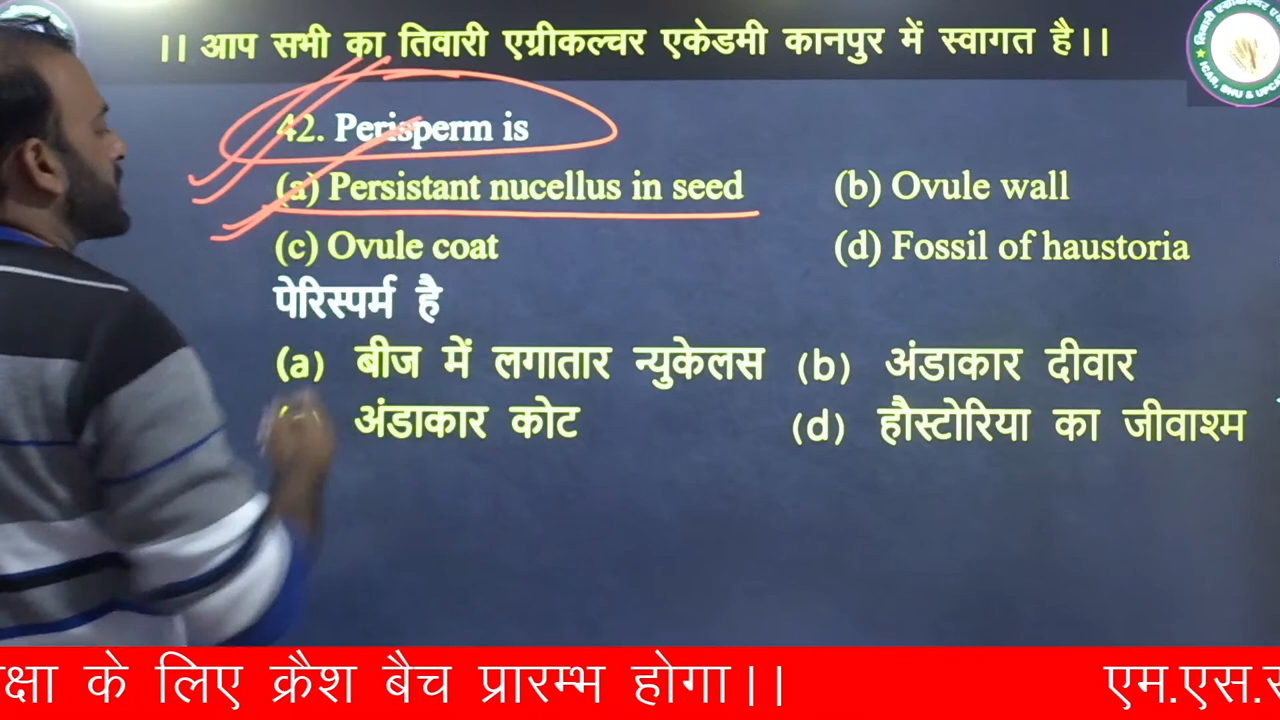 ।। आप सभी का तिवारी एग्रीकल्चर एकेडमी कानपुर में स्वागत है।।
42. Perisperm is
(a) Persistant nucellus in seed (b) Ovule wall
(c) Ovule coat (d) Fossil of haustoria
पेरिस्पर्म है
(a) बीज में लगातार न्युकेलस (b) अंडाकार दीवार
अंडाकार कोट (d) हौस्टोरिया का जीवाश्म
क्षा के लिए क्रैश बैच प्रारम्भ होगा।। एम.एस.